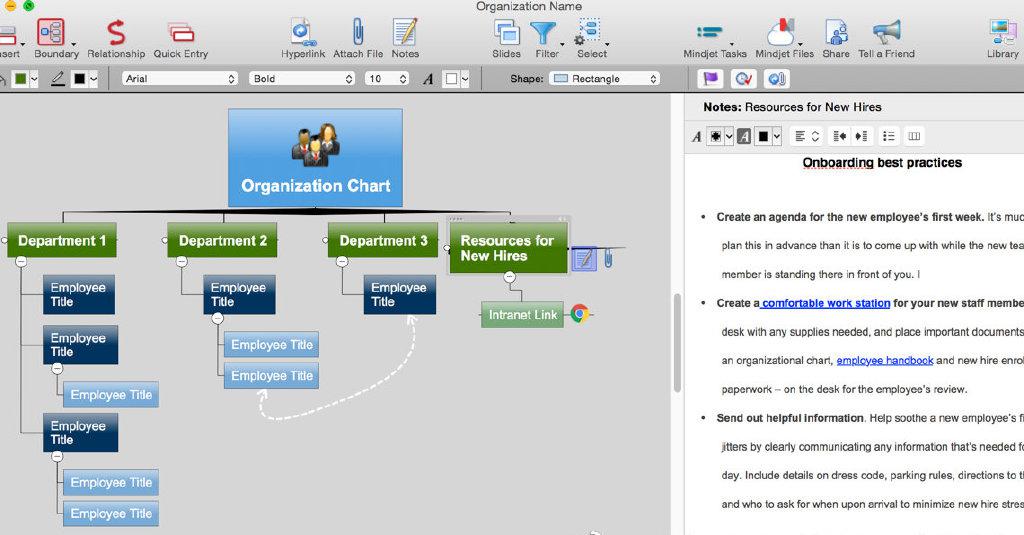 Organization Name
Boundary
Relationship
Quick Entry
Hyperlink
Attach File
Notes
Slides
Filter
Select
Mindjet Tasks
Mindjet Files
Share
Tell a Friend
Library
Arial
Bold
10
A
Shape:
Rectangle
Notes: Resources for New Hires
A
A
Organization Chart
Department 1
Employee
Title
Employee
Title
Employee Title
Employee
Title
Employee Title
Employee Title
Department 2
Employee
Title
Employee Title
Employee Title
Department 3
Employee
Title
Resources for
New Hires
Intranet Link
Onboarding best practices
• Create an agenda for the new employee's first week. It's
plan this in advance than it is to come up with while the new
member is standing there in front of you.
• Create a comfortable work station for your new staff
desk with any supplies needed, and place important documents
an organizational chart, employee handbook and new hire
paperwork – on the desk for the employee's review.
• Send out helpful information. Help soothe a new employee's
jitters by clearly communicating any information that's needed
day. Include details on dress code, parking rules, directions to
and who to ask for when upon arrival to minimize new hire